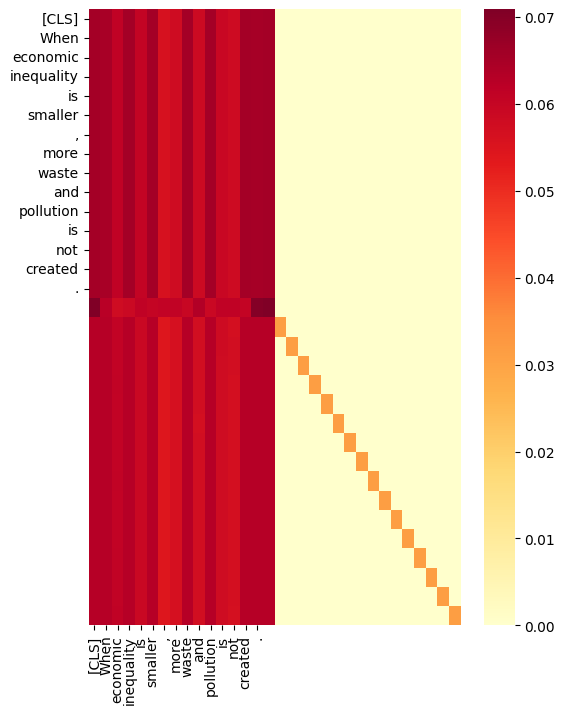 [CLS]
When
economic
inequality
is
smaller
,
more
waste
and
pollution
is
not
created
.
0.07
0.06
0.05
0.04
0.03
0.02
0.01
0.00
[CLS]
When
economic
inequality
is
smaller
,
more
waste
and
pollution
is
not
created
.